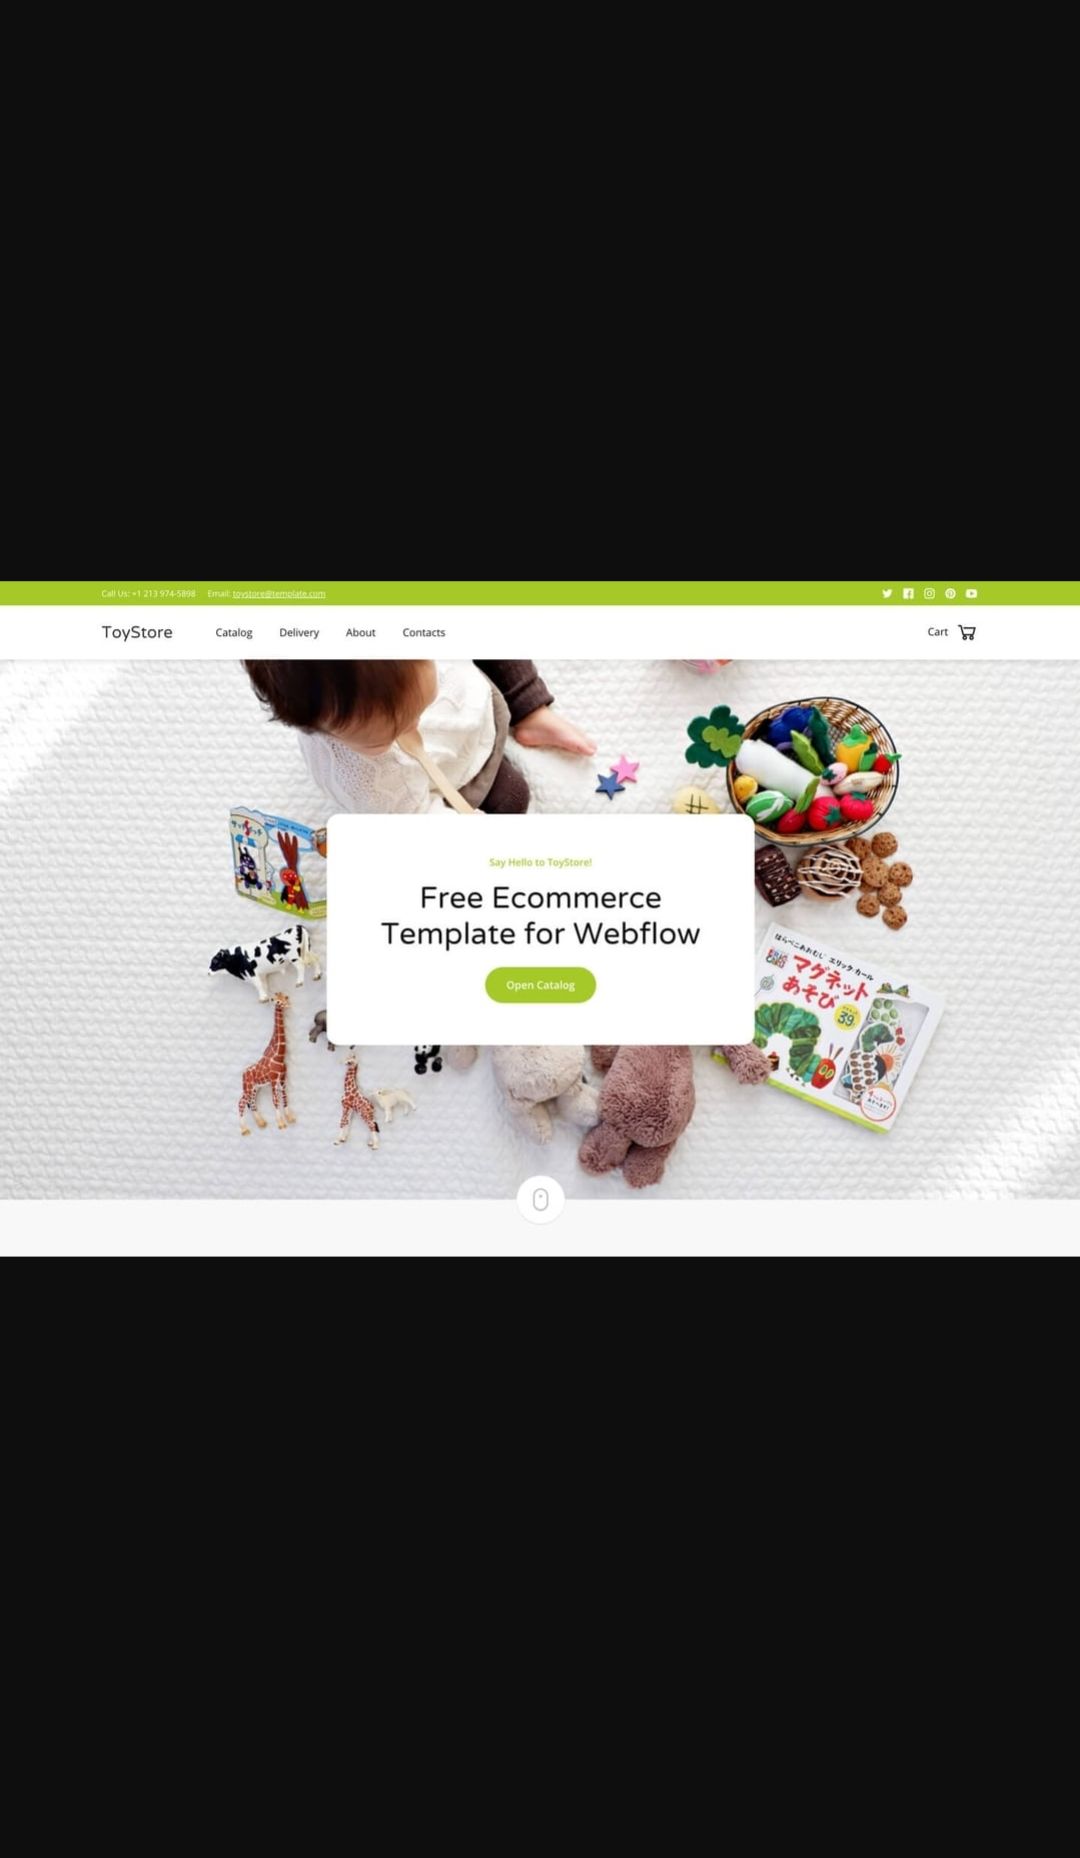 Call Us: +1 213 974-5898 Email: toystore@template.com
ToyStore Catalog Delivery About Contacts Cart
Say Hello to ToyStore!
Free Ecommerce
Template for Webflow
Open Catalog
はらぺこあおむし エリック・カール
ERIC CARLE
マグネット
あそび
39